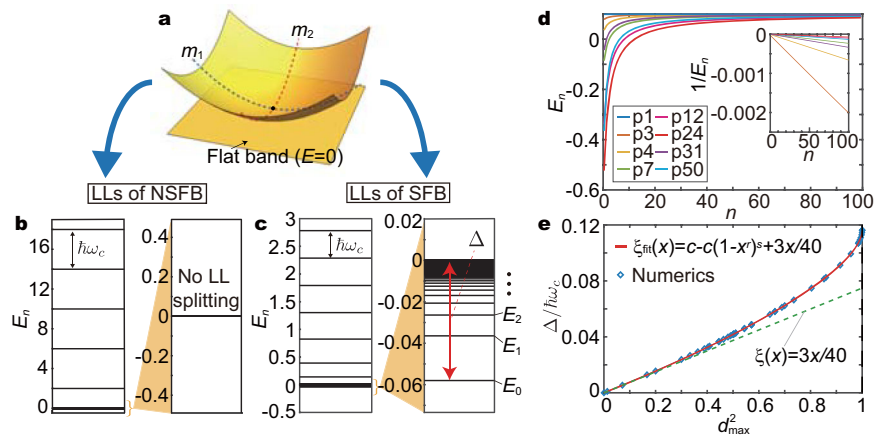 a
m1
m2
Flat band (E=0)
LLs of NSFB
LLs of SFB
b
16
12
8
4
0
En
ℏωc
0.4
0.2
0
-0.2
-0.4
No LL
splitting
c
3
2.5
2
1.5
1
0.5
0
-0.5
En
ℏωc
0.02
0
-0.02
-0.04
-0.06
Δ
E2
E1
E0
d
0
-0.2
-0.4
-0.6
En
0 20 40 60 80 100
n
p1 p12
p3 p24
p4 p31
p7 p50
0
-0.001
-0.002
1/En
0 50 100
n
e
0.12
0.08
0.04
0
Δ/ℏωc
ξfit(x)=c-c(1-x^r)^s+3x/40
Numerics
ξ(x)=3x/40
0 0.2 0.4 0.6 0.8 1
d²max